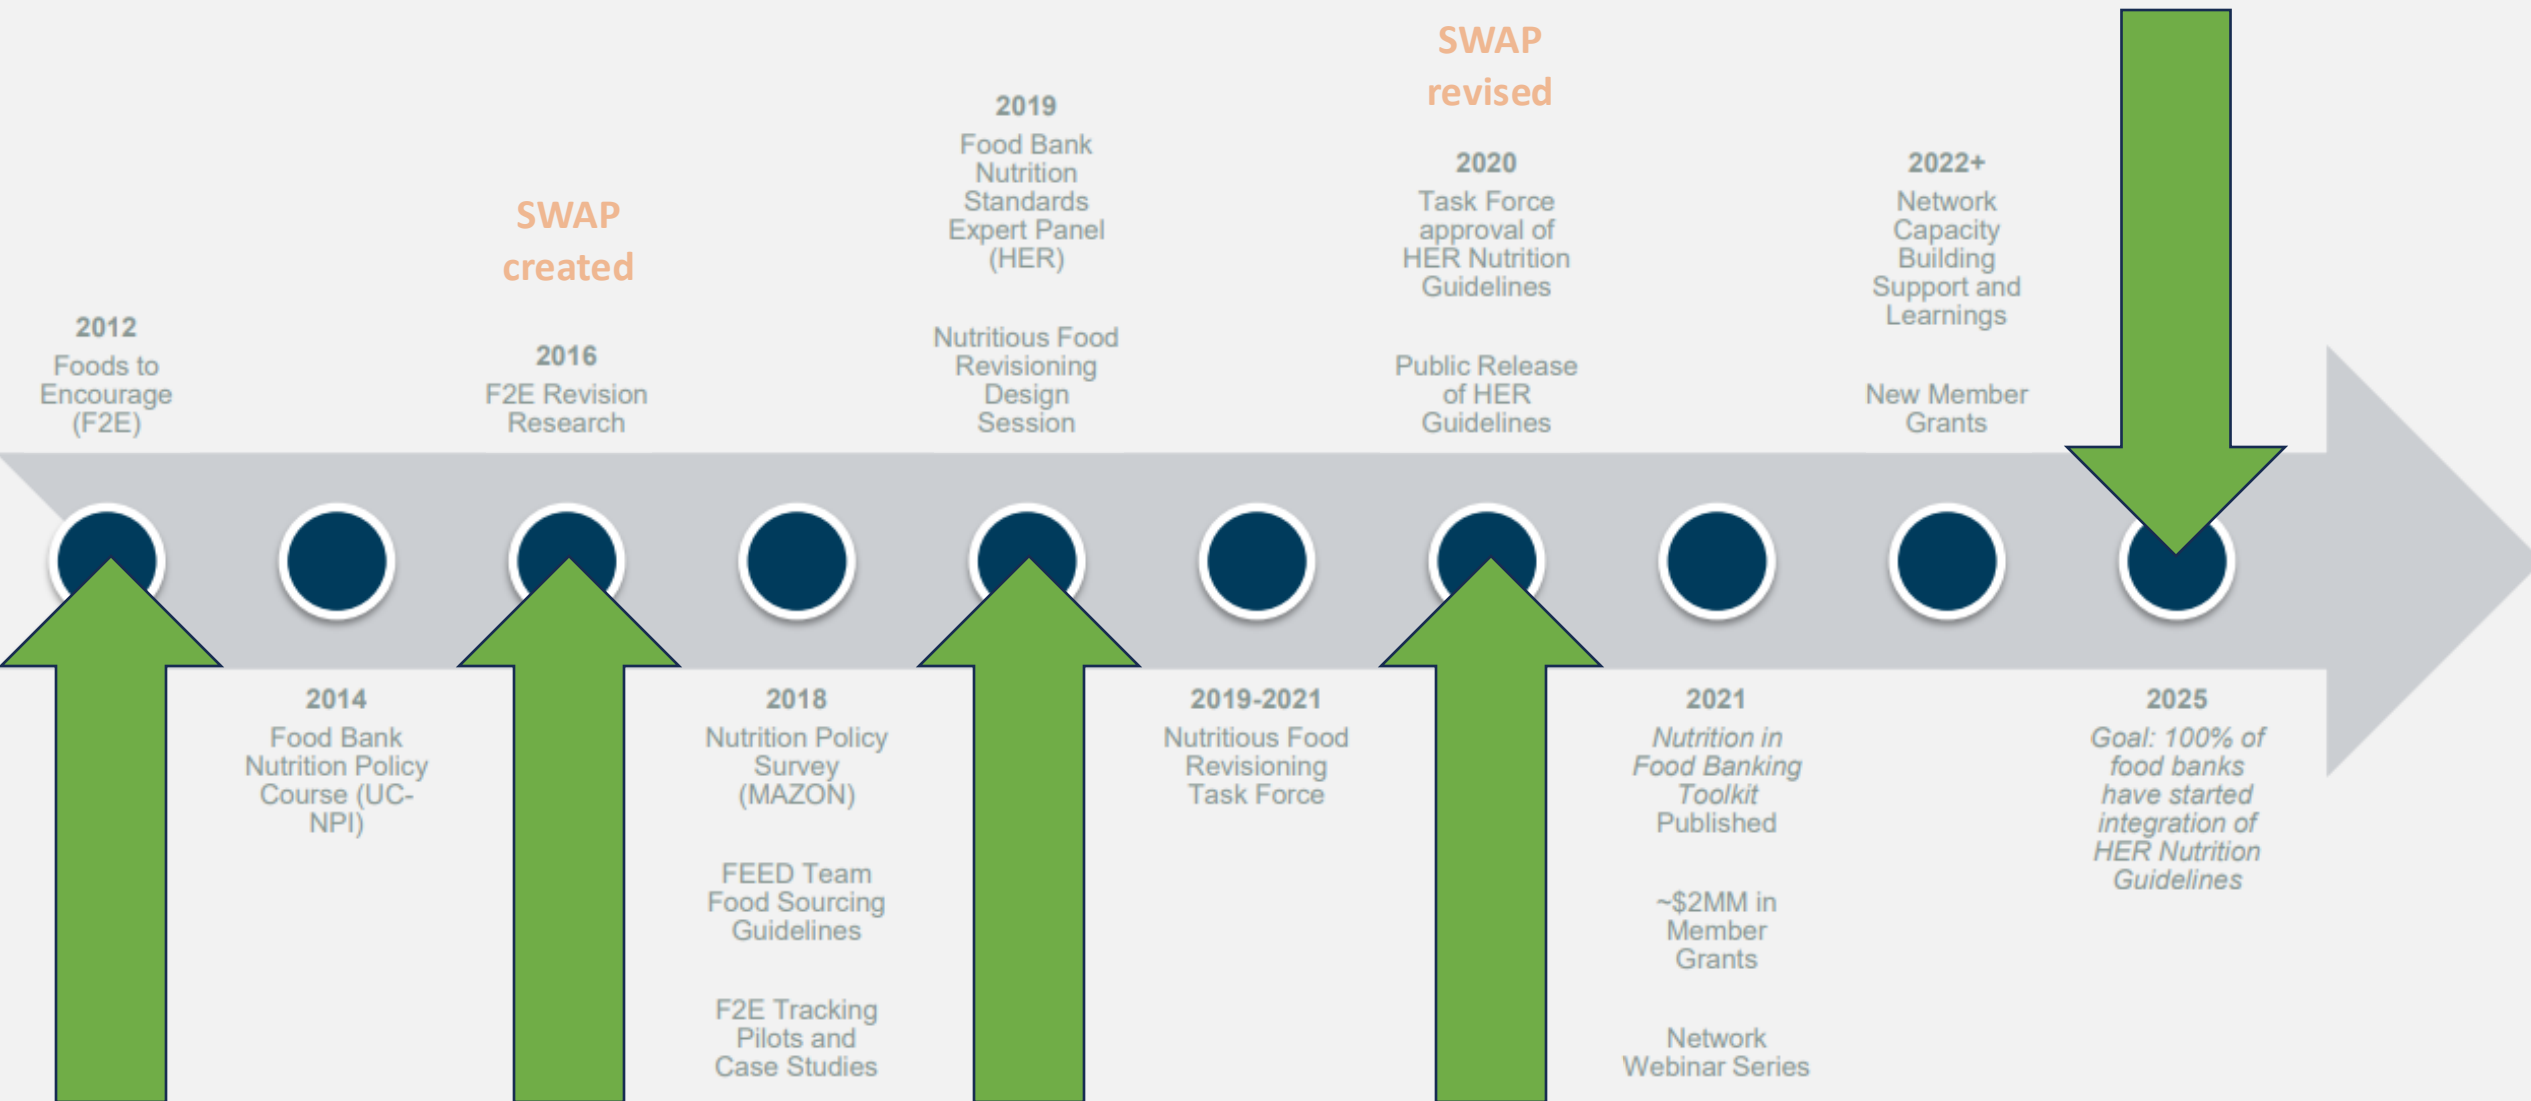 2012
Foods to
Encourage
(F2E)
2014
Food Bank
Nutrition Policy
Course (UC-
NPI)
SWAP
created
2016
F2E Revision
Research
2018
Nutrition Policy
Survey
(MAZON)
FEED Team
Food Sourcing
Guidelines
F2E Tracking
Pilots and
Case Studies
2019
Food Bank
Nutrition
Standards
Expert Panel
(HER)
Nutritious Food
Revisioning
Design
Session
2019-2021
Nutritious Food
Revisioning
Task Force
SWAP
revised
2020
Task Force
approval of
HER Nutrition
Guidelines
Public Release
of HER
Guidelines
2021
Nutrition in
Food Banking
Toolkit
Published
~$2MM in
Member
Grants
Network
Webinar Series
2022+
Network
Capacity
Building
Support and
Learnings
New Member
Grants
2025
Goal: 100% of
food banks
have started
integration of
HER Nutrition
Guidelines